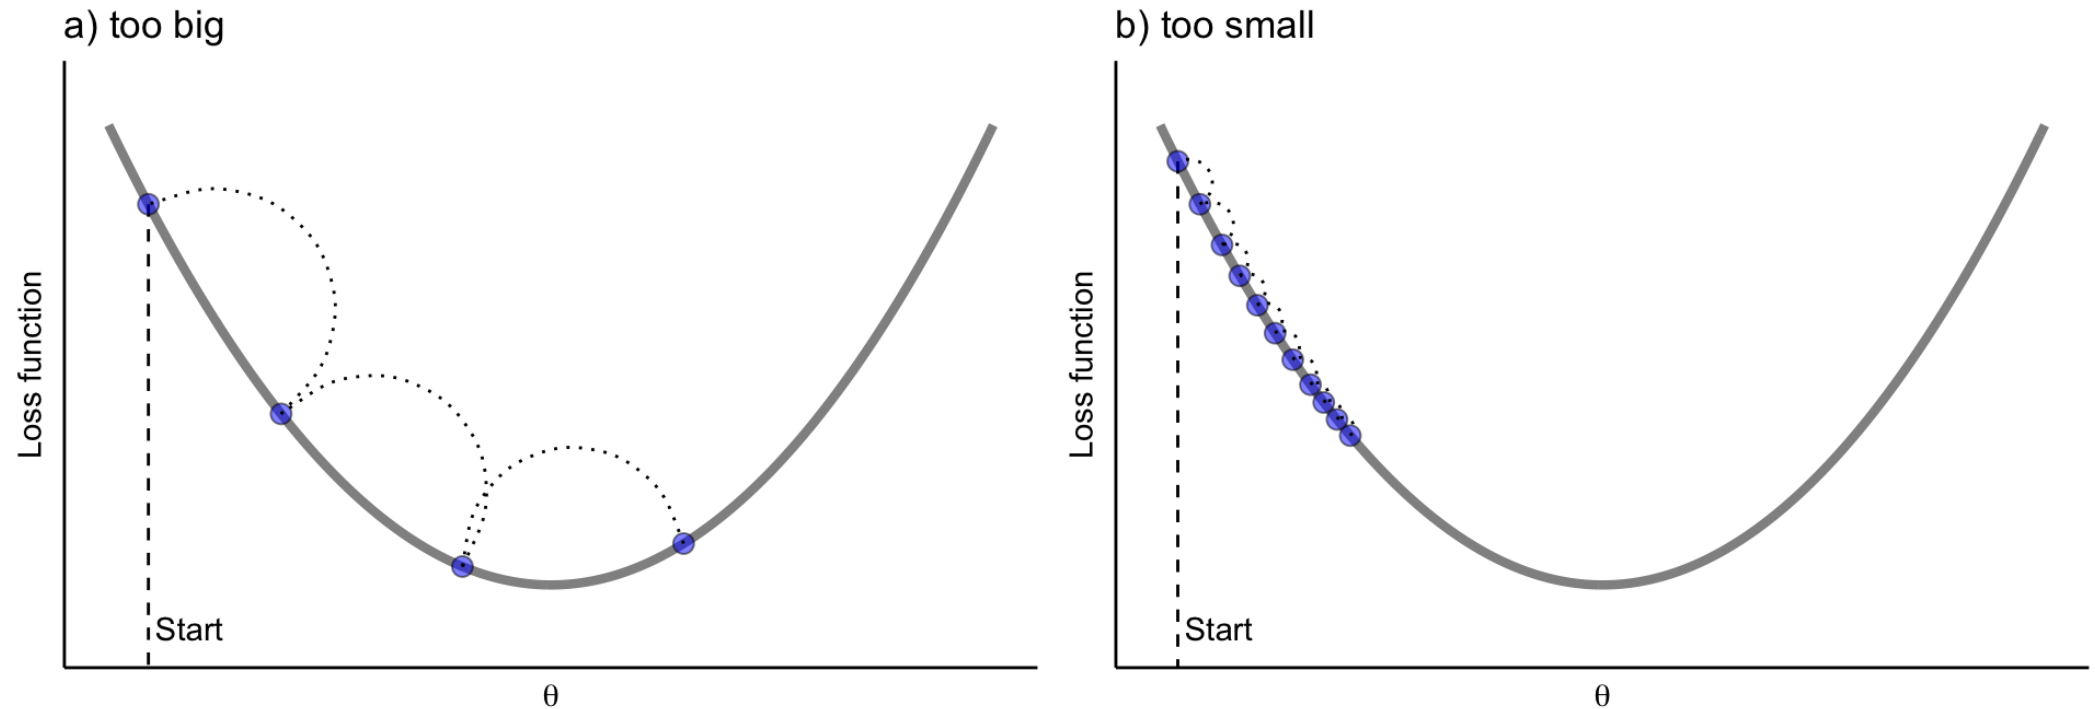 a) too big
Loss function
Start
θ
b) too small
Loss function
Start
θ